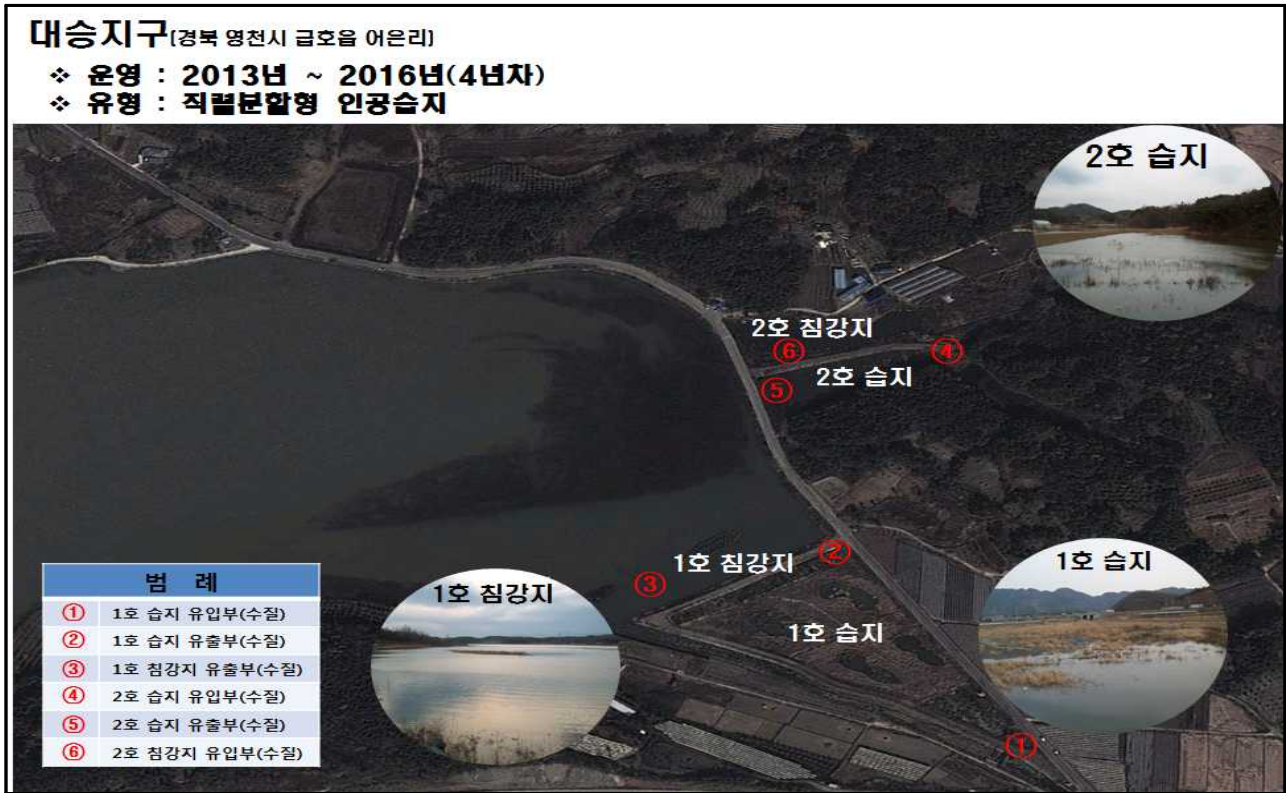 대승지구[경북 영천시 금호읍 어은리]
❖ 운영 : 2013년 ~ 2016년(4년차)
❖ 유형 : 직렬분할형 인공습지
2호 습지
2호 침강지
⑥
④
2호 습지
⑤
②
1호 침강지
③
1호 습지
1호 침강지
1호 습지
①
범 례
① 1호 습지 유입부(수질)
② 1호 습지 유출부(수질)
③ 1호 침강지 유출부(수질)
④ 2호 습지 유입부(수질)
⑤ 2호 습지 유출부(수질)
⑥ 2호 침강지 유입부(수질)